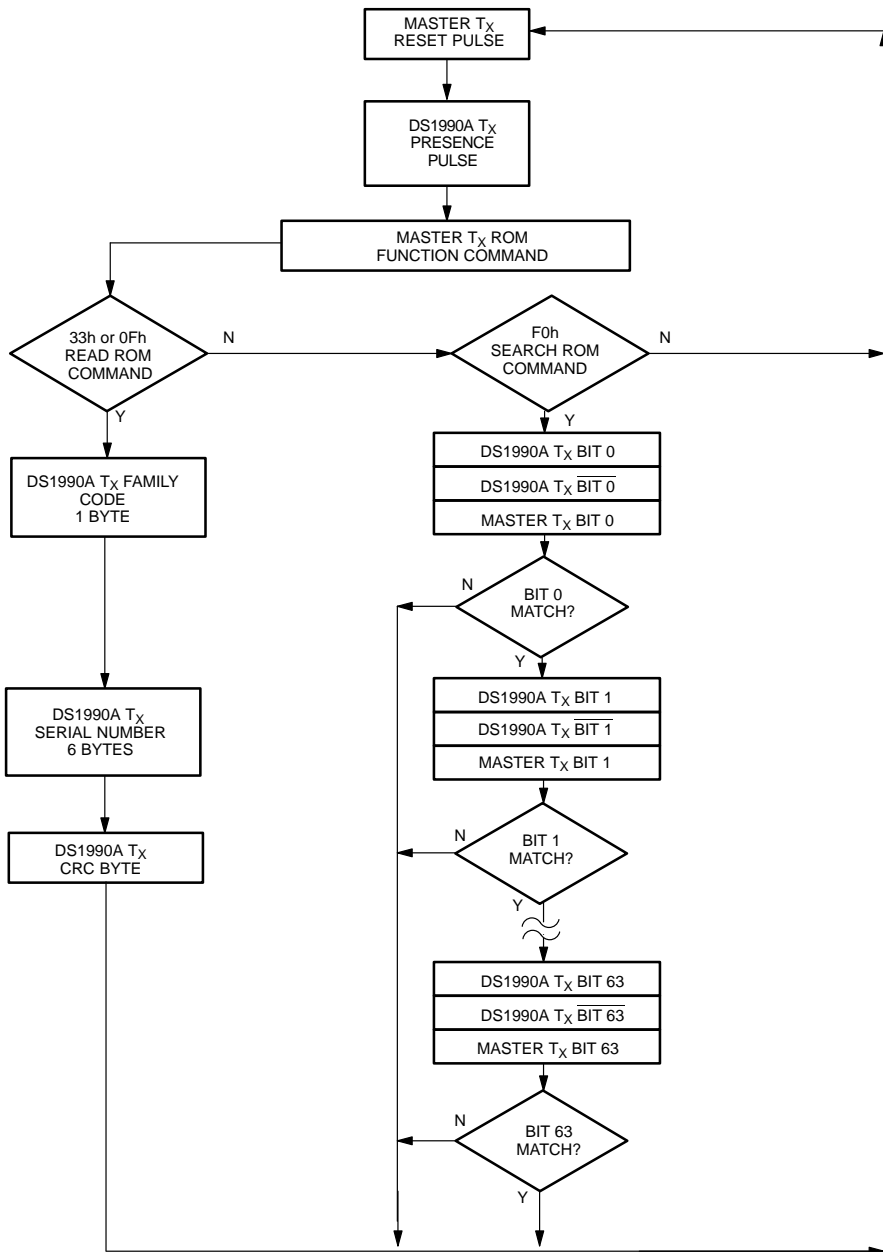 MASTER TX
RESET PULSE
DS1990A TX
PRESENCE
PULSE
MASTER TX ROM
FUNCTION COMMAND
33h or 0Fh
READ ROM
COMMAND
N
Y
F0h
SEARCH ROM
COMMAND
N
Y
DS1990A TX FAMILY
CODE
1 BYTE
DS1990A TX
SERIAL NUMBER
6 BYTES
DS1990A TX
CRC BYTE
DS1990A TX BIT 0
DS1990A TX B̅I̅T̅ ̅0̅
MASTER TX BIT 0
N
BIT 0
MATCH?
Y
DS1990A TX BIT 1
DS1990A TX B̅I̅T̅ ̅1̅
MASTER TX BIT 1
N
BIT 1
MATCH?
Y
DS1990A TX BIT 63
DS1990A TX B̅I̅T̅ ̅6̅3̅
MASTER TX BIT 63
N
BIT 63
MATCH?
Y